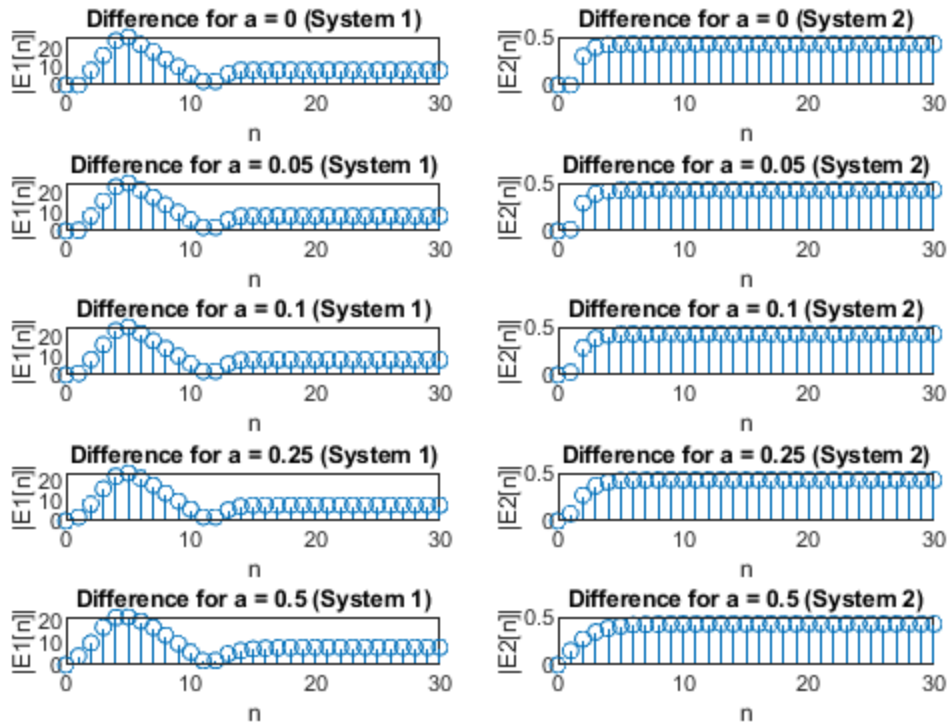 Difference for a = 0 (System 1)
|E1[n]|
20
10
0
0 10 20 30
n
Difference for a = 0 (System 2)
|E2[n]|
0.5
0
0 10 20 30
n
Difference for a = 0.05 (System 1)
|E1[n]|
20
10
0
0 10 20 30
n
Difference for a = 0.05 (System 2)
|E2[n]|
0.5
0
0 10 20 30
n
Difference for a = 0.1 (System 1)
|E1[n]|
20
10
0
0 10 20 30
n
Difference for a = 0.1 (System 2)
|E2[n]|
0.5
0
0 10 20 30
n
Difference for a = 0.25 (System 1)
|E1[n]|
20
10
0
0 10 20 30
n
Difference for a = 0.25 (System 2)
|E2[n]|
0.5
0
0 10 20 30
n
Difference for a = 0.5 (System 1)
|E1[n]|
20
10
0
0 10 20 30
n
Difference for a = 0.5 (System 2)
|E2[n]|
0.5
0
0 10 20 30
n